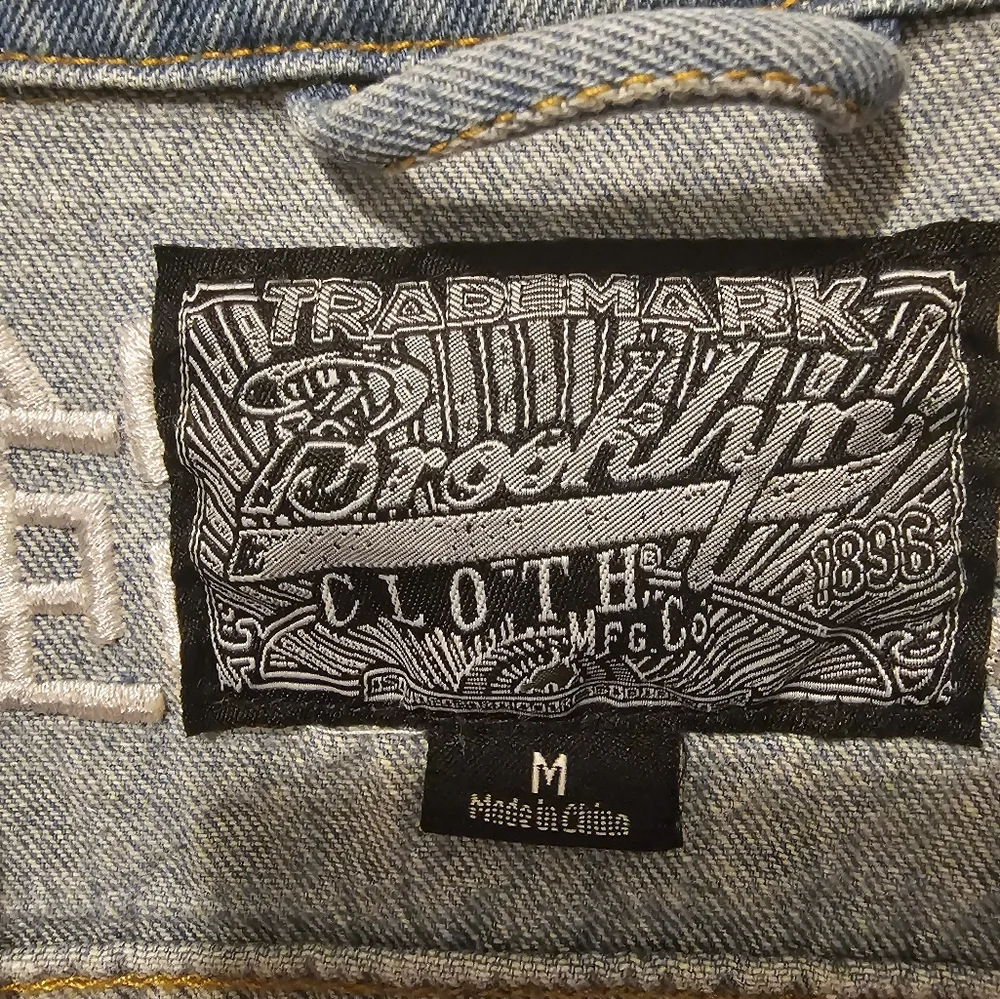 TRADEMARK
Brooklyn
CLOTH®
1896
MFG.Co
M
Made in China